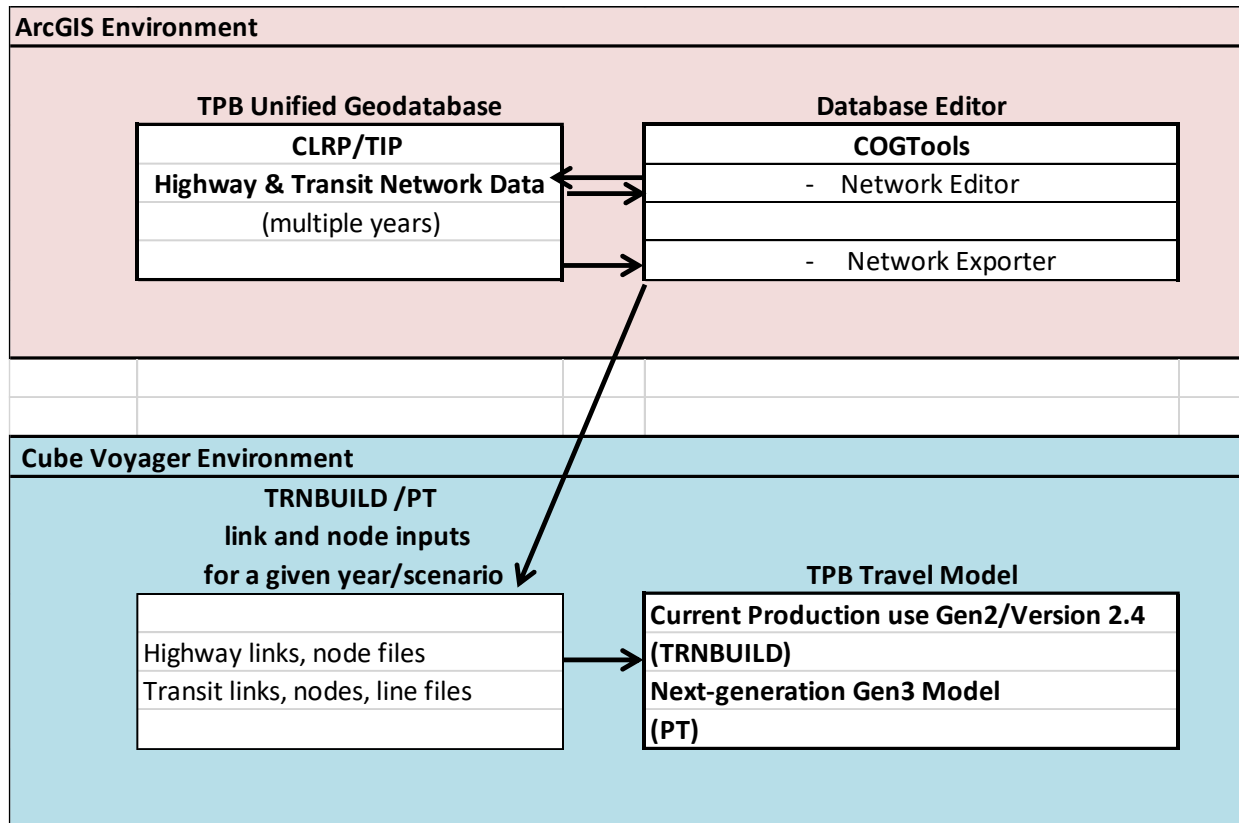 ArcGIS Environment
TPB Unified Geodatabase
CLRP/TIP
Highway & Transit Network Data
(multiple years)
Database Editor
COGTools
- Network Editor
- Network Exporter
Cube Voyager Environment
TRNBUILD /PT
link and node inputs
for a given year/scenario
Highway links, node files
Transit links, nodes, line files
TPB Travel Model
Current Production use Gen2/Version 2.4
(TRNBUILD)
Next-generation Gen3 Model
(PT)